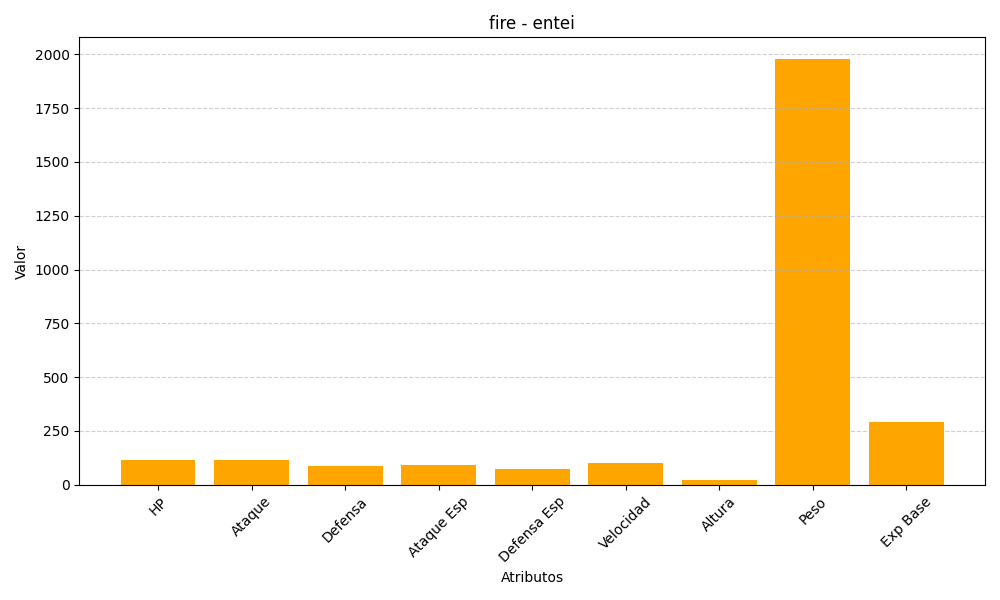 fire - entei
Valor
2000
1750
1500
1250
1000
750
500
250
0
HP
Ataque
Defensa
Ataque Esp
Defensa Esp
Velocidad
Altura
Peso
Exp Base
Atributos